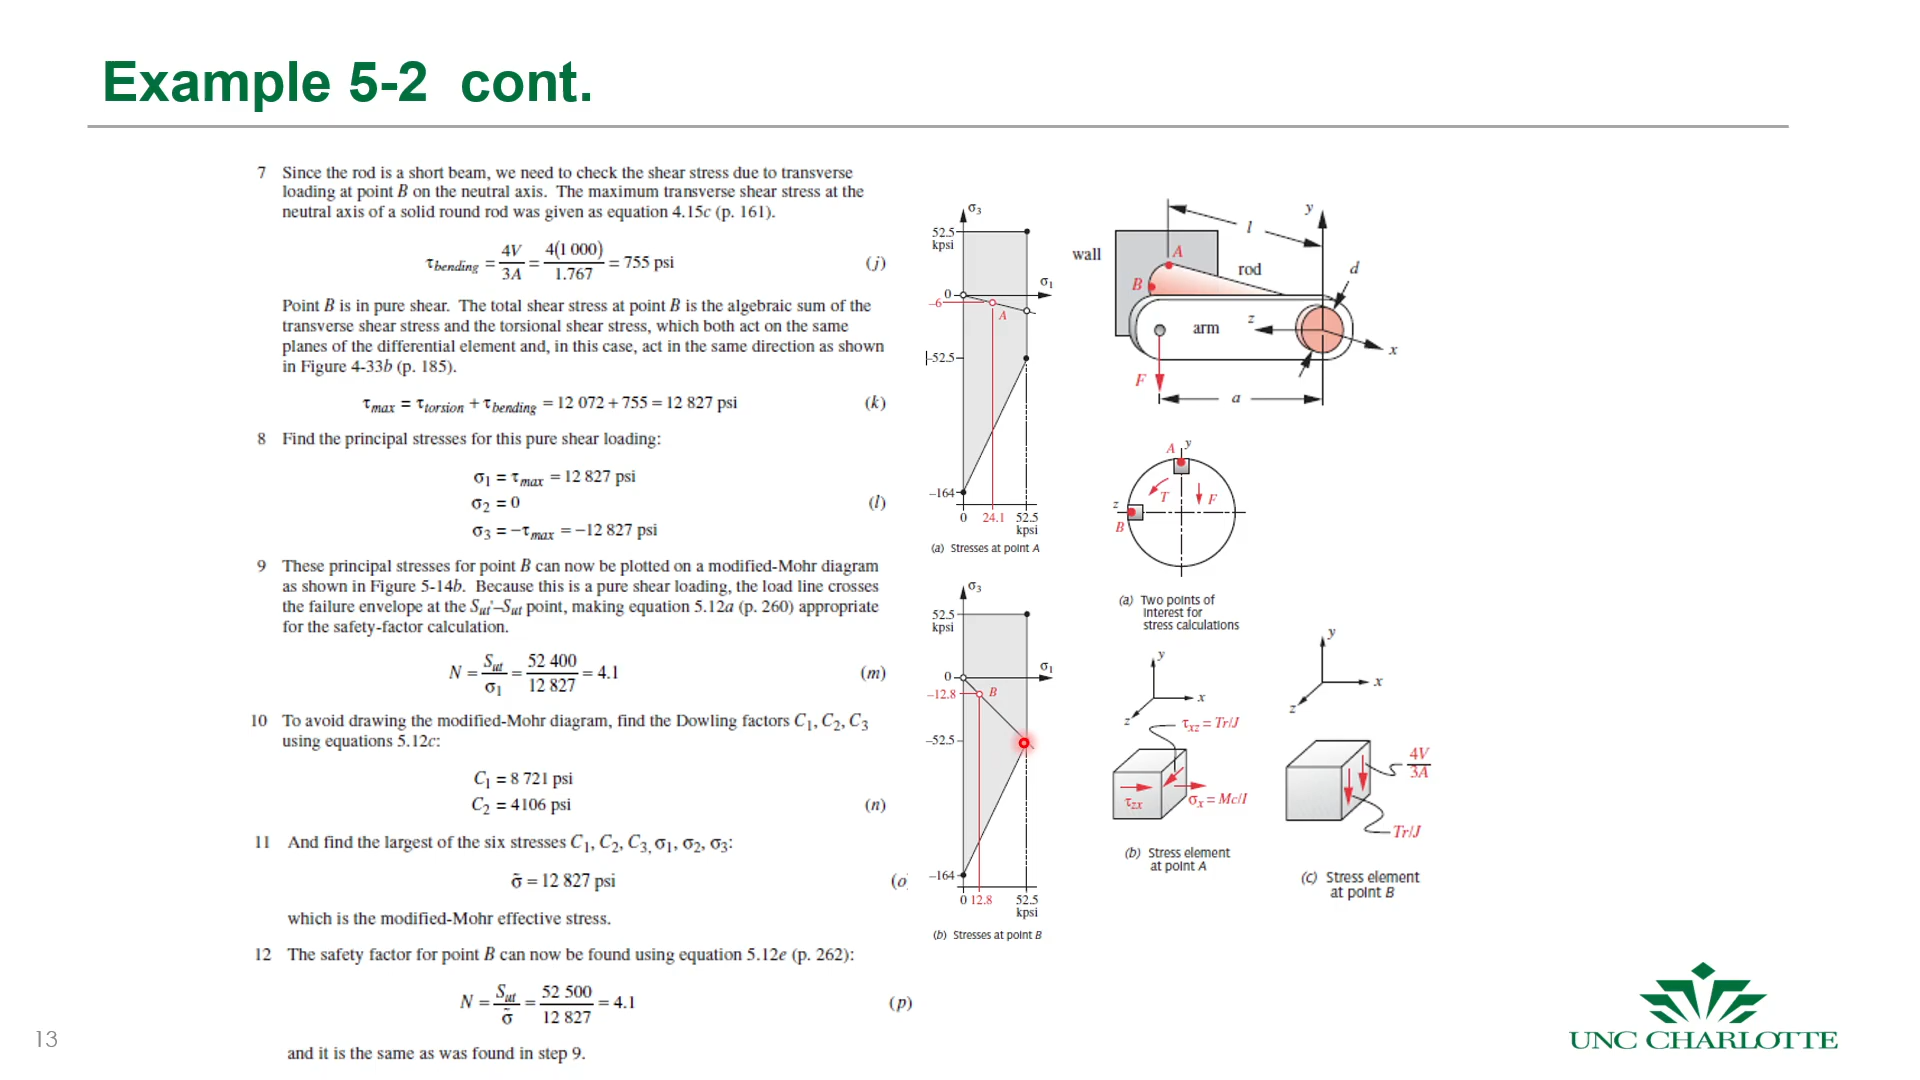 Example 5-2 cont.
7 Since the rod is a short beam, we need to check the shear stress due to transverse
loading at point B on the neutral axis. The maximum transverse shear stress at the
neutral axis of a solid round rod was given as equation 4.15c (p. 161).
τbending = 4V/3A = 4(1 000)/1.767 = 755 psi (j)
Point B is in pure shear. The total shear stress at point B is the algebraic sum of the
transverse shear stress and the torsional shear stress, which both act on the same
planes of the differential element and, in this case, act in the same direction as shown
in Figure 4-33b (p. 185).
τmax = τtorsion + τbending = 12 072 + 755 = 12 827 psi (k)
8 Find the principal stresses for this pure shear loading:
σ1 = τmax = 12 827 psi
σ2 = 0 (l)
σ3 = −τmax = −12 827 psi
9 These principal stresses for point B can now be plotted on a modified-Mohr diagram
as shown in Figure 5-14b. Because this is a pure shear loading, the load line crosses
the failure envelope at the Sut,–Sut point, making equation 5.12a (p. 260) appropriate
for the safety-factor calculation.
N = Sut/σ1 = 52 400/12 827 = 4.1 (m)
10 To avoid drawing the modified-Mohr diagram, find the Dowling factors C1, C2, C3
using equations 5.12c:
C1 = 8 721 psi
C2 = 4106 psi (n)
11 And find the largest of the six stresses C1, C2, C3, σ1, σ2, σ3:
σ̃ = 12 827 psi (o
which is the modified-Mohr effective stress.
12 The safety factor for point B can now be found using equation 5.12e (p. 262):
N = Sut/σ̃ = 52 500/12 827 = 4.1 (p)
and it is the same as was found in step 9.
σ3
52.5
kpsi
σ1
0
–6
A
–52.5
–164
0 24.1 52.5
kpsi
(a) Stresses at point A
σ3
52.5
kpsi
σ1
0
–12.8
B
–52.5
–164
0 12.8 52.5
kpsi
(b) Stresses at point B
y
l
wall
A
rod
d
B
z
arm
x
F
a
A y
T F
z
B
(a) Two points of
interest for
stress calculations
y
x
z
τxz = Tr/J
τzx
σx = Mc/I
(b) Stress element
at point A
y
x
z
4V
3A
Tr/J
(c) Stress element
at point B
13
UNC CHARLOTTE